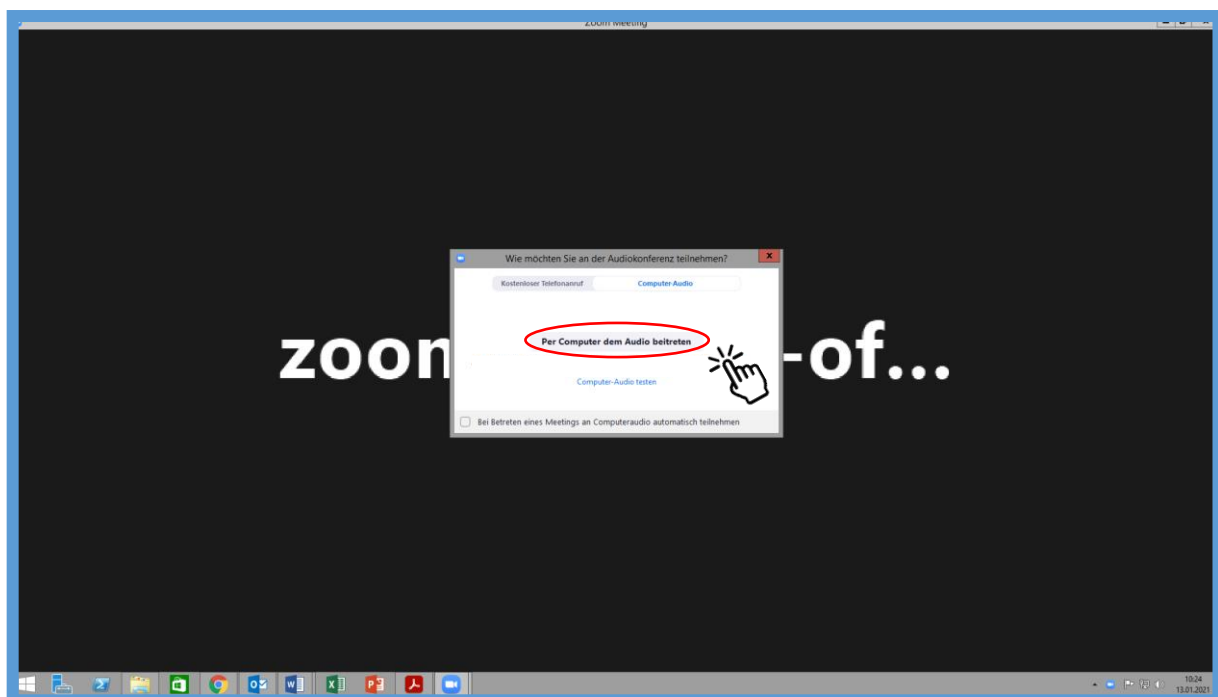 Zoom Meeting
Wie möchten Sie an der Audiokonferenz teilnehmen?
Kostenloser Telefonanruf Computer-Audio
Per Computer dem Audio beitreten
zoom -of...
Computer-Audio testen
Bei Betreten eines Meetings an Computeraudio automatisch teilnehmen
10:24
13.01.2021